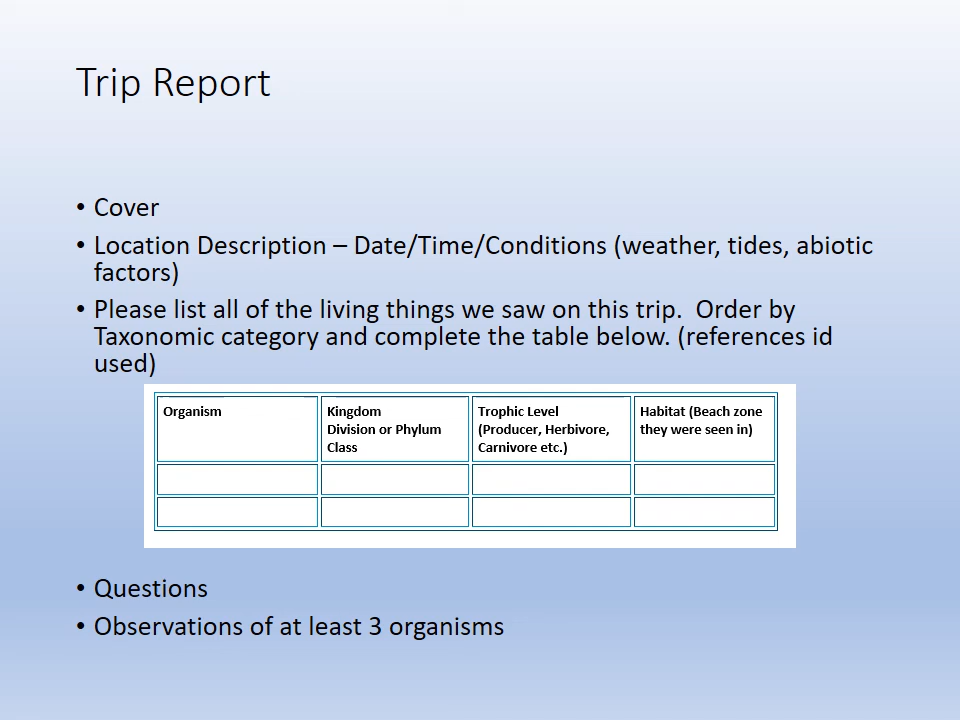 Trip Report
• Cover
• Location Description – Date/Time/Conditions (weather, tides, abiotic
factors)
• Please list all of the living things we saw on this trip.  Order by
Taxonomic category and complete the table below. (references id
used)
Organism
Kingdom
Division or Phylum
Class
Trophic Level
(Producer, Herbivore,
Carnivore etc.)
Habitat (Beach zone
they were seen in)
• Questions
• Observations of at least 3 organisms